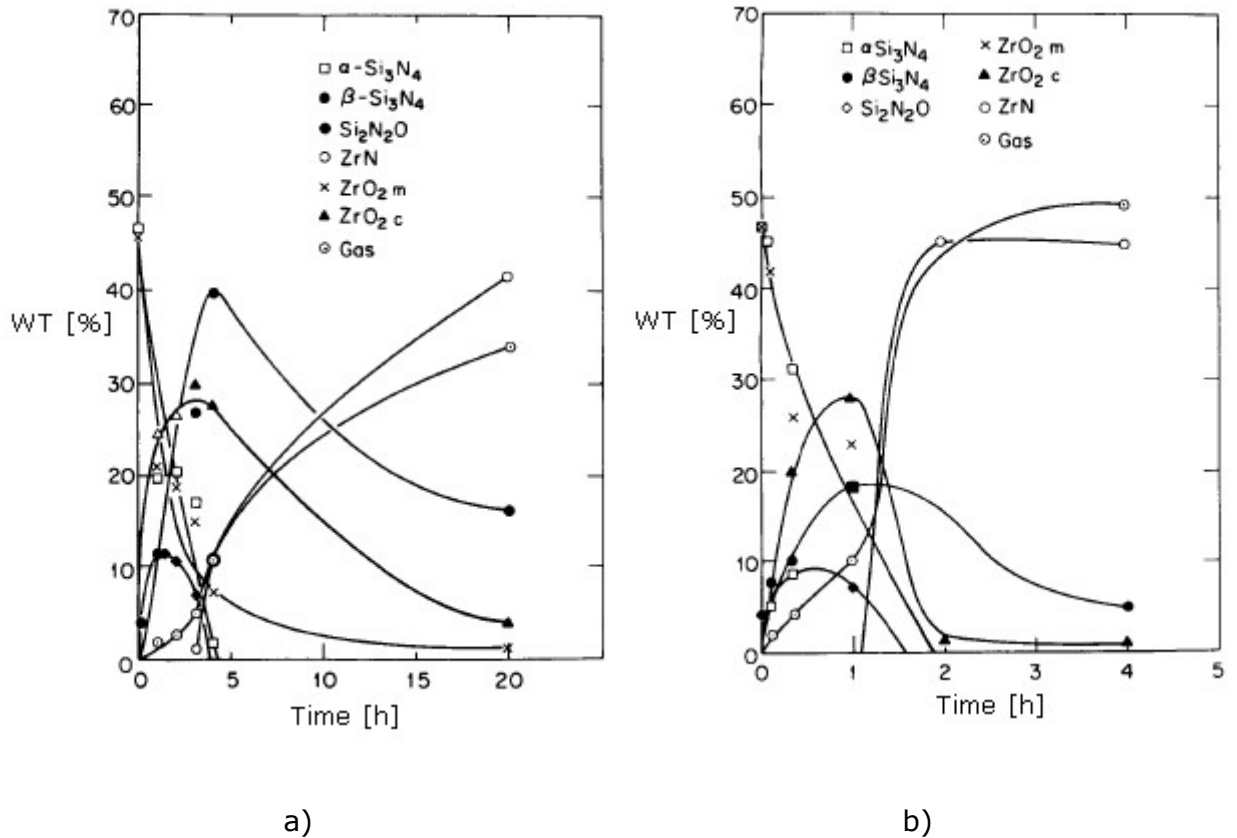 70
60
50
40
30
20
10
0
WT [%]
α-Si₃N₄
β-Si₃N₄
Si₂N₂O
ZrN
ZrO₂ m
ZrO₂ c
Gas
0 5 10 15 20
Time [h]
a)
70
60
50
40
30
20
10
0
WT [%]
αSi₃N₄
βSi₃N₄
Si₂N₂O
ZrO₂ m
ZrO₂ c
ZrN
Gas
0 1 2 3 4 5
Time [h]
b)